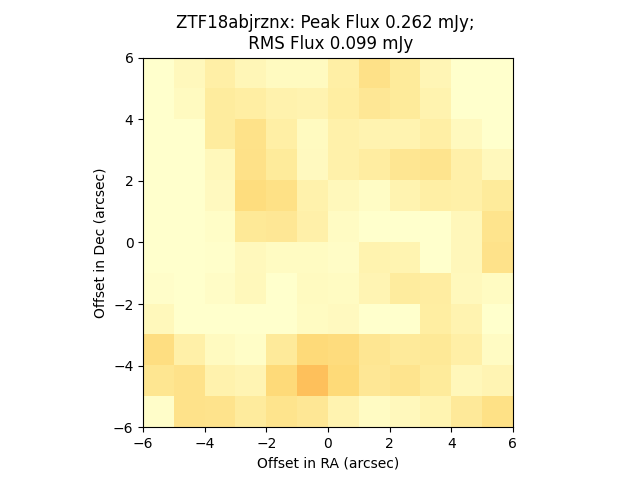 ZTF18abjrznx: Peak Flux 0.262 mJy;
RMS Flux 0.099 mJy
6
4
2
0
−2
−4
−6
Offset in Dec (arcsec)
−6 −4 −2 0 2 4 6
Offset in RA (arcsec)